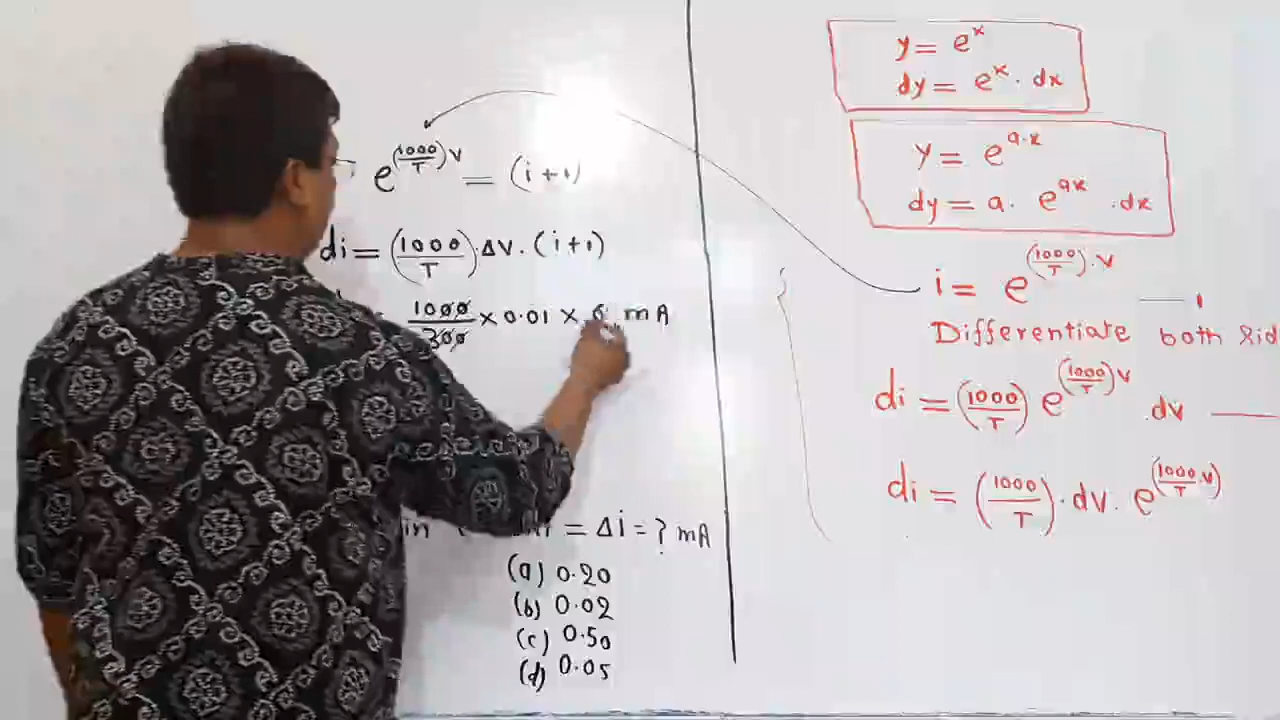 e^(1000/T)V = (i+1)
di = (1000/T)·ΔV·(i+1)
1000/300 × 0.01 × 6 mA
in = Δi = ? mA
(a) 0.20
(b) 0.02
(c) 0.50
(d) 0.05
y = e^x
dy = e^x · dx
y = e^a·x
dy = a· e^ax ·dx
i = e^(1000/T)·V —— 1
Differentiate both sid
di = (1000/T) e^(1000/T)V dv ——
di = (1000/T)·dv· e^(1000/T·V)